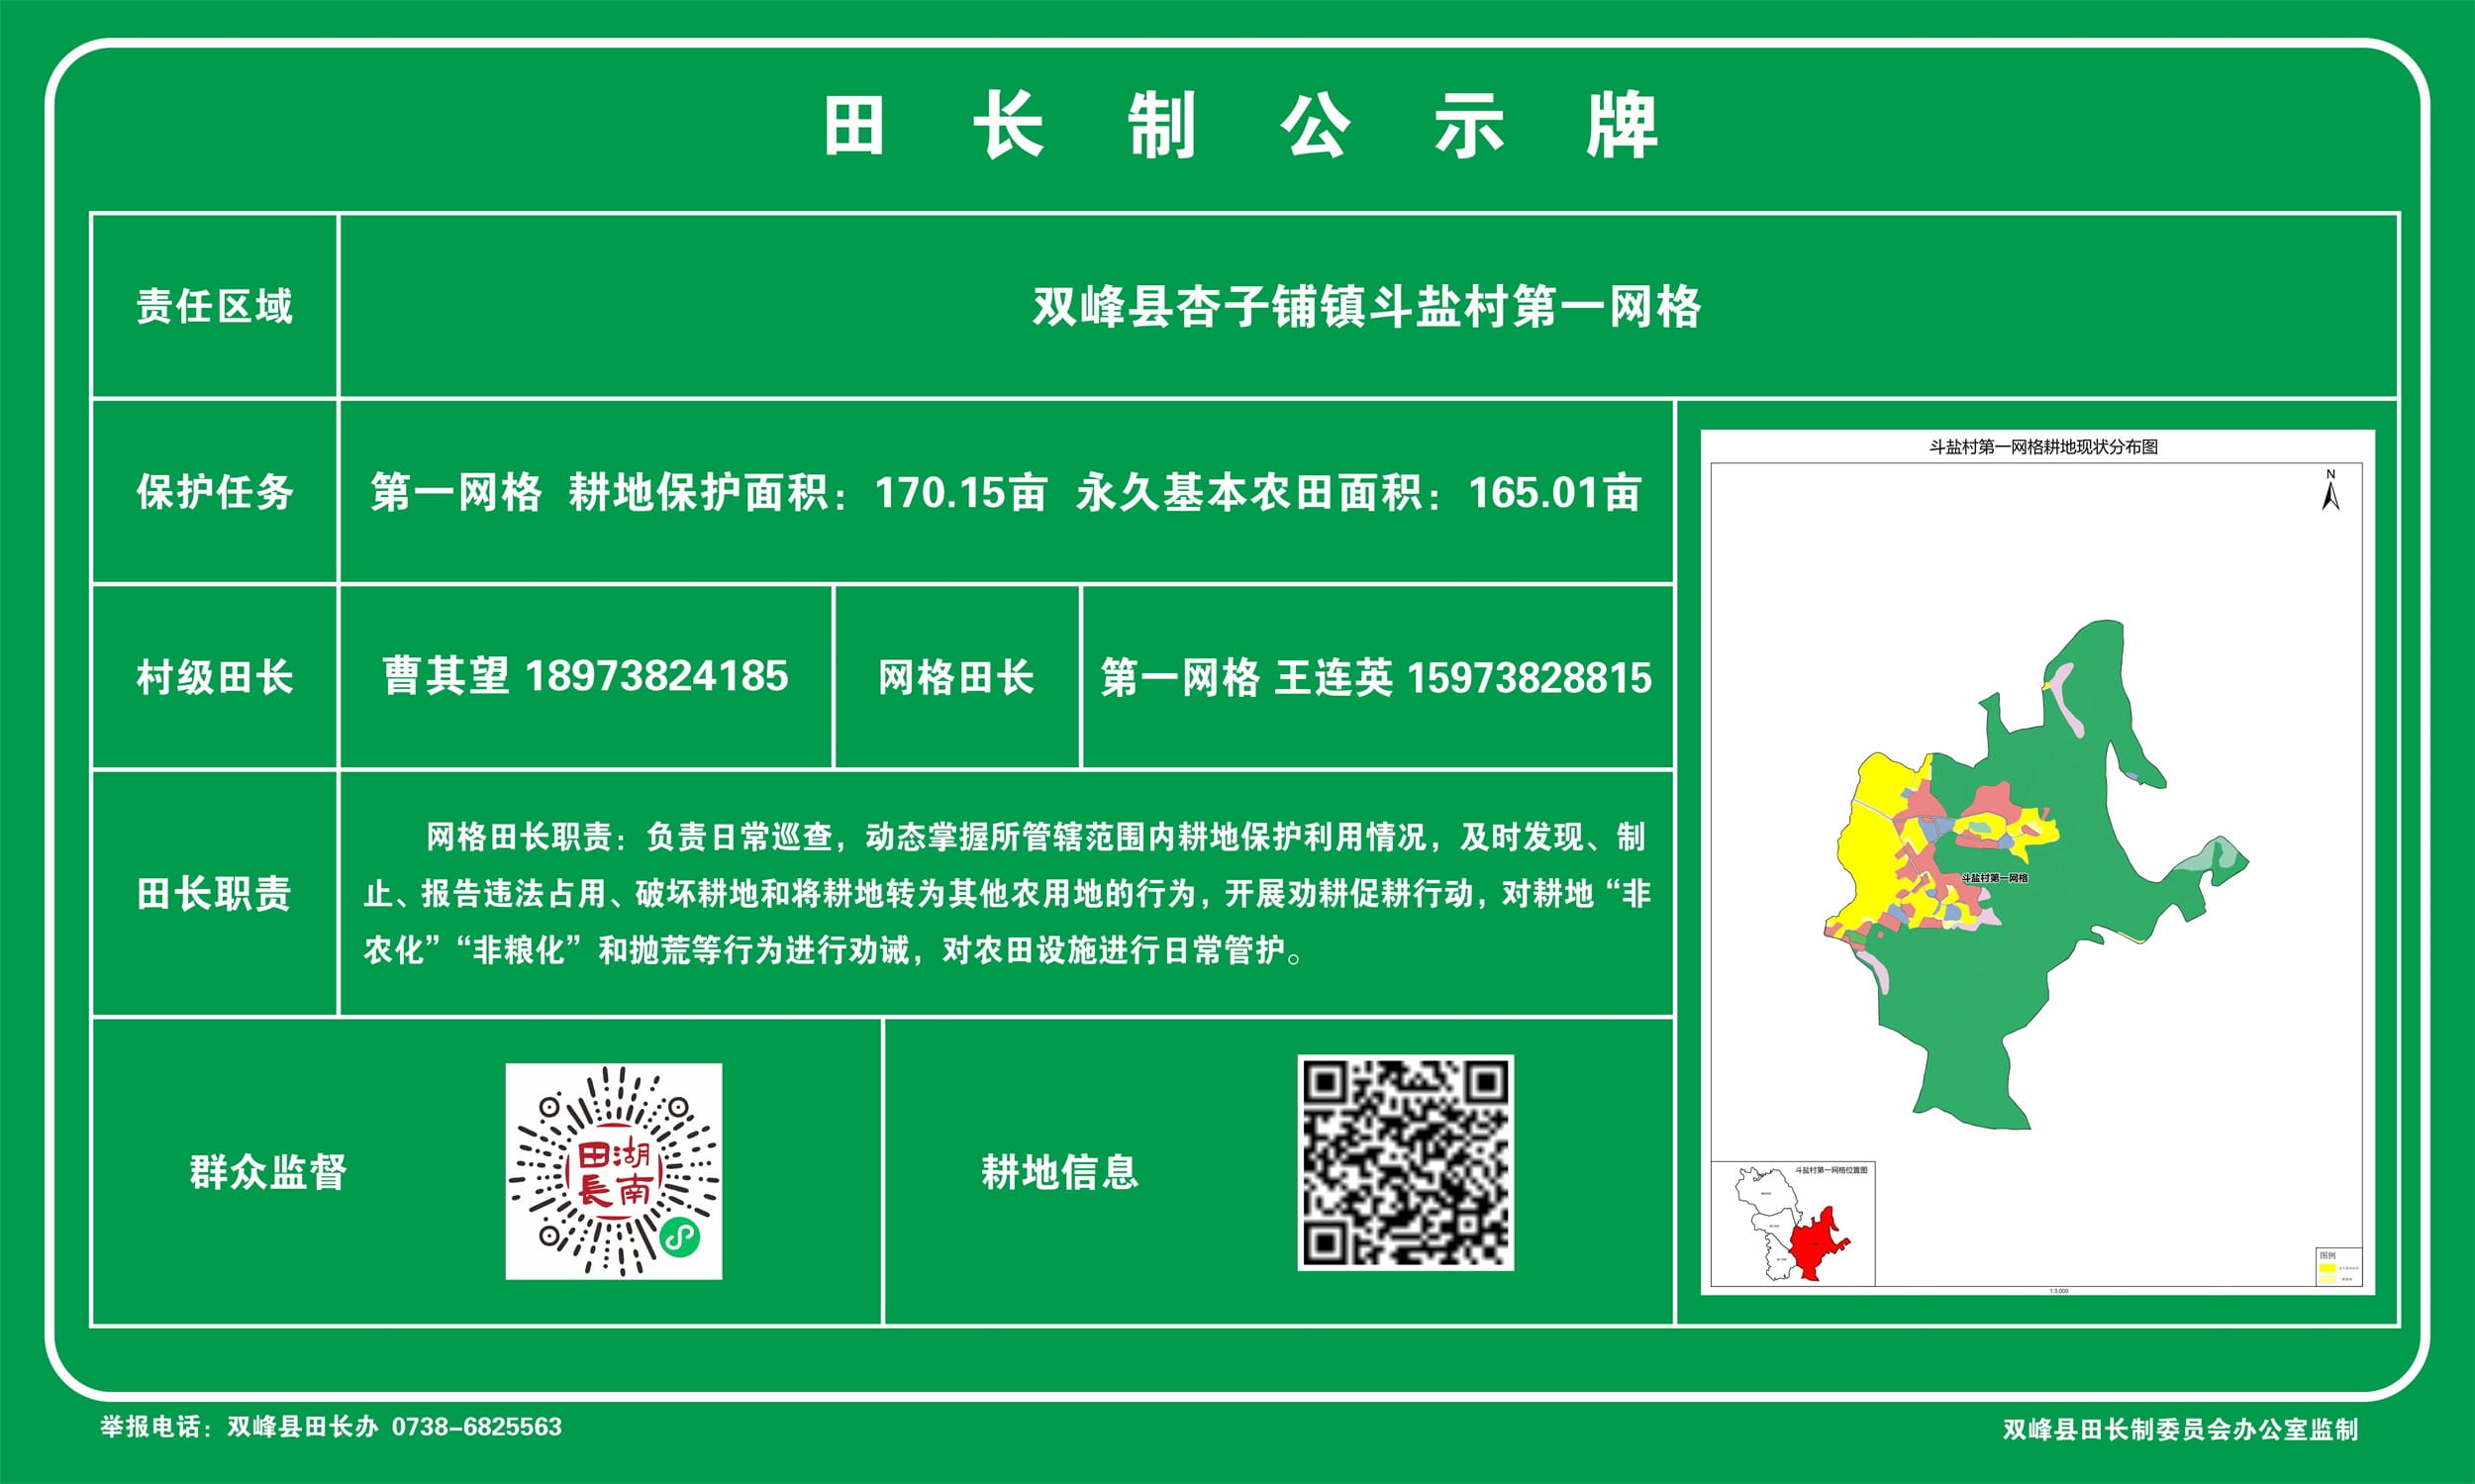 田长制公示牌
责任区域
双峰县杏子铺镇斗盐村第一网格
保护任务
第一网格 耕地保护面积：170.15亩 永久基本农田面积：165.01亩
村级田长
曹其望 18973824185
网格田长
第一网格 王连英 15973828815
田长职责
网格田长职责：负责日常巡查，动态掌握所管辖范围内耕地保护利用情况，及时发现、制
止、报告违法占用、破坏耕地和将耕地转为其他农用地的行为，开展劝耕促耕行动，对耕地“非
农化”“非粮化”和抛荒等行为进行劝诫，对农田设施进行日常管护。
群众监督
湖南
田長
耕地信息
斗盐村第一网格耕地现状分布图
N
斗盐村第一网格
斗盐村第一网格位置图
图例
1:3,000
举报电话：双峰县田长办 0738-6825563
双峰县田长制委员会办公室监制